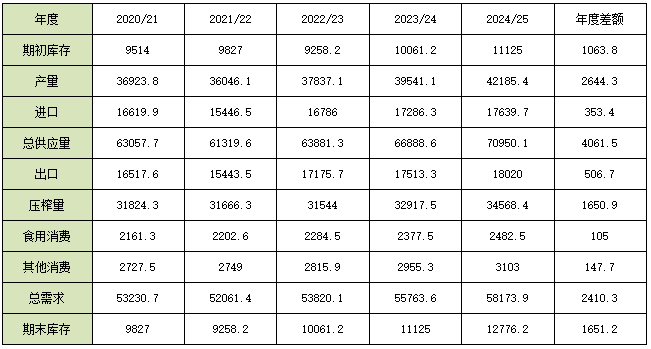 年度 2020/21 2021/22 2022/23 2023/24 2024/25 年度差额
期初库存 9514 9827 9258.2 10061.2 11125 1063.8
产量 36923.8 36046.1 37837.1 39541.1 42185.4 2644.3
进口 16619.9 15446.5 16786 17286.3 17639.7 353.4
总供应量 63057.7 61319.6 63881.3 66888.6 70950.1 4061.5
出口 16517.6 15443.5 17175.7 17513.3 18020 506.7
压榨量 31824.3 31666.3 31544 32917.5 34568.4 1650.9
食用消费 2161.3 2202.6 2284.5 2377.5 2482.5 105
其他消费 2727.5 2749 2815.9 2955.3 3103 147.7
总需求 53230.7 52061.4 53820.1 55763.6 58173.9 2410.3
期末库存 9827 9258.2 10061.2 11125 12776.2 1651.2